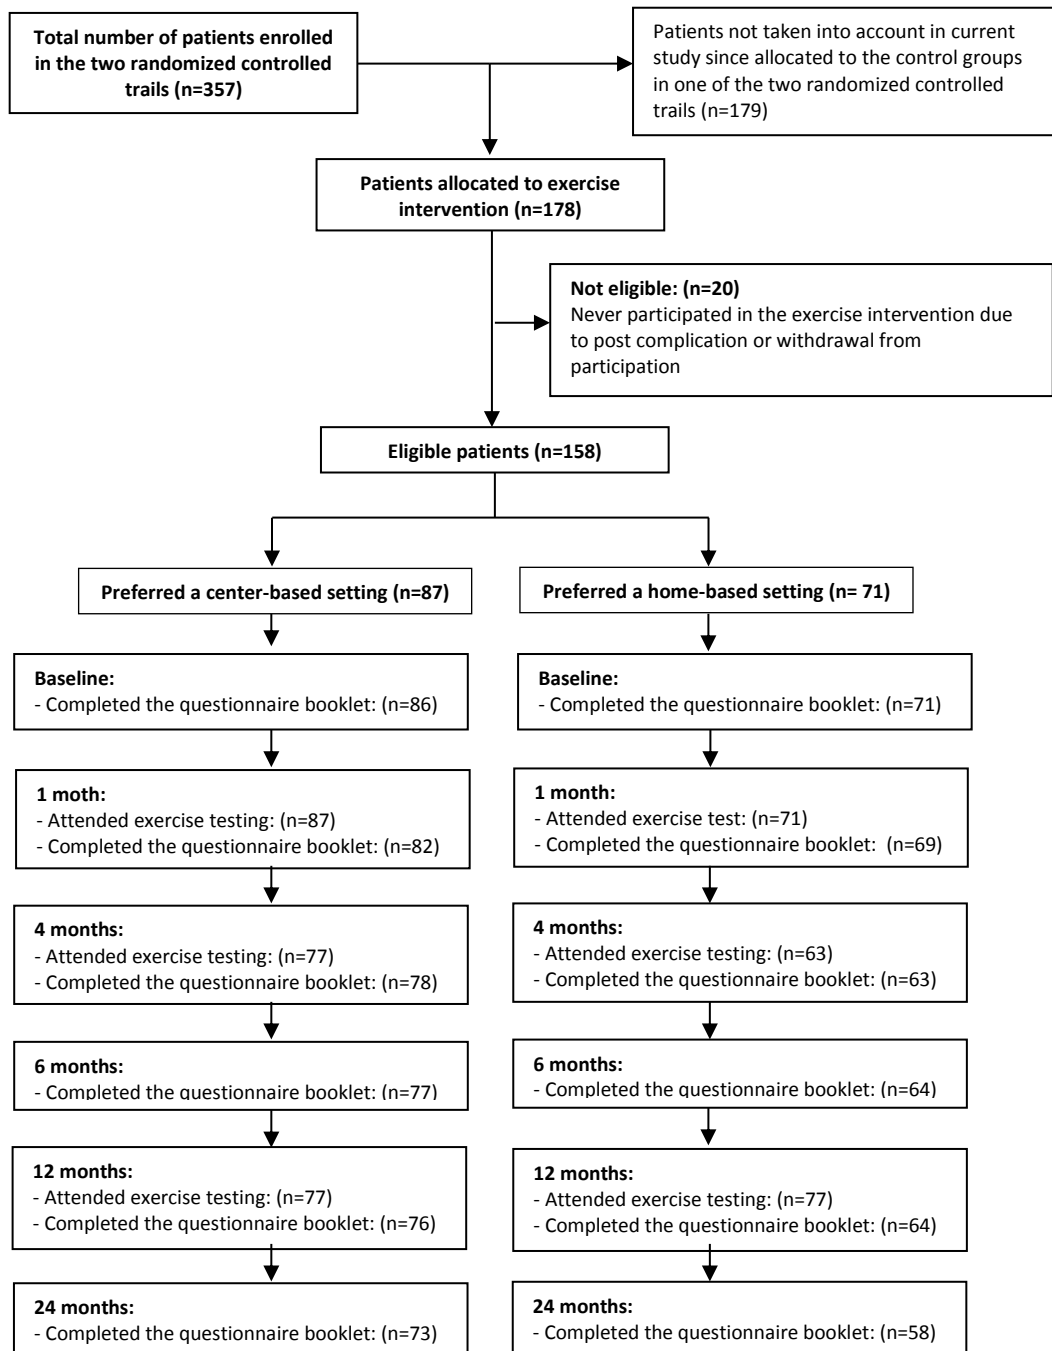 Total number of patients enrolled
in the two randomized controlled
trails (n=357)
Patients not taken into account in current
study since allocated to the control groups
in one of the two randomized controlled
trails (n=179)
Patients allocated to exercise
intervention (n=178)
Not eligible: (n=20)
Never participated in the exercise intervention due
to post complication or withdrawal from
participation
Eligible patients (n=158)
Preferred a center-based setting (n=87)
Preferred a home-based setting (n= 71)
Baseline:
- Completed the questionnaire booklet: (n=86)
Baseline:
- Completed the questionnaire booklet: (n=71)
1 moth:
- Attended exercise testing: (n=87)
- Completed the questionnaire booklet: (n=82)
1 month:
- Attended exercise test: (n=71)
- Completed the questionnaire booklet:  (n=69)
4 months:
- Attended exercise testing: (n=77)
- Completed the questionnaire booklet: (n=78)
4 months:
- Attended exercise testing: (n=63)
- Completed the questionnaire booklet: (n=63)
6 months:
- Completed the questionnaire booklet: (n=77)
6 months:
- Completed the questionnaire booklet: (n=64)
12 months:
- Attended exercise testing: (n=77)
- Completed the questionnaire booklet: (n=76)
12 months:
- Attended exercise testing: (n=77)
- Completed the questionnaire booklet: (n=64)
24 months:
- Completed the questionnaire booklet: (n=73)
24 months:
- Completed the questionnaire booklet: (n=58)